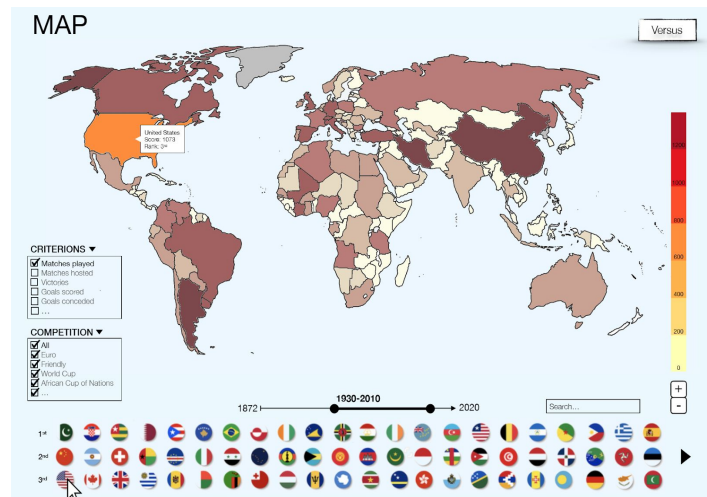 MAP
Versus
United States
Score: 1073
Rank: 3rd
1200
1000
800
600
400
200
0
CRITERIONS ▼
Matches played
Matches hosted
Victories
Goals scored
Goals conceded
...
COMPETITION ▼
All
Euro
Friendly
World Cup
African Cup of Nations
...
1930-2010
1872
2020
Search...
+
-
1st
2nd
3rd